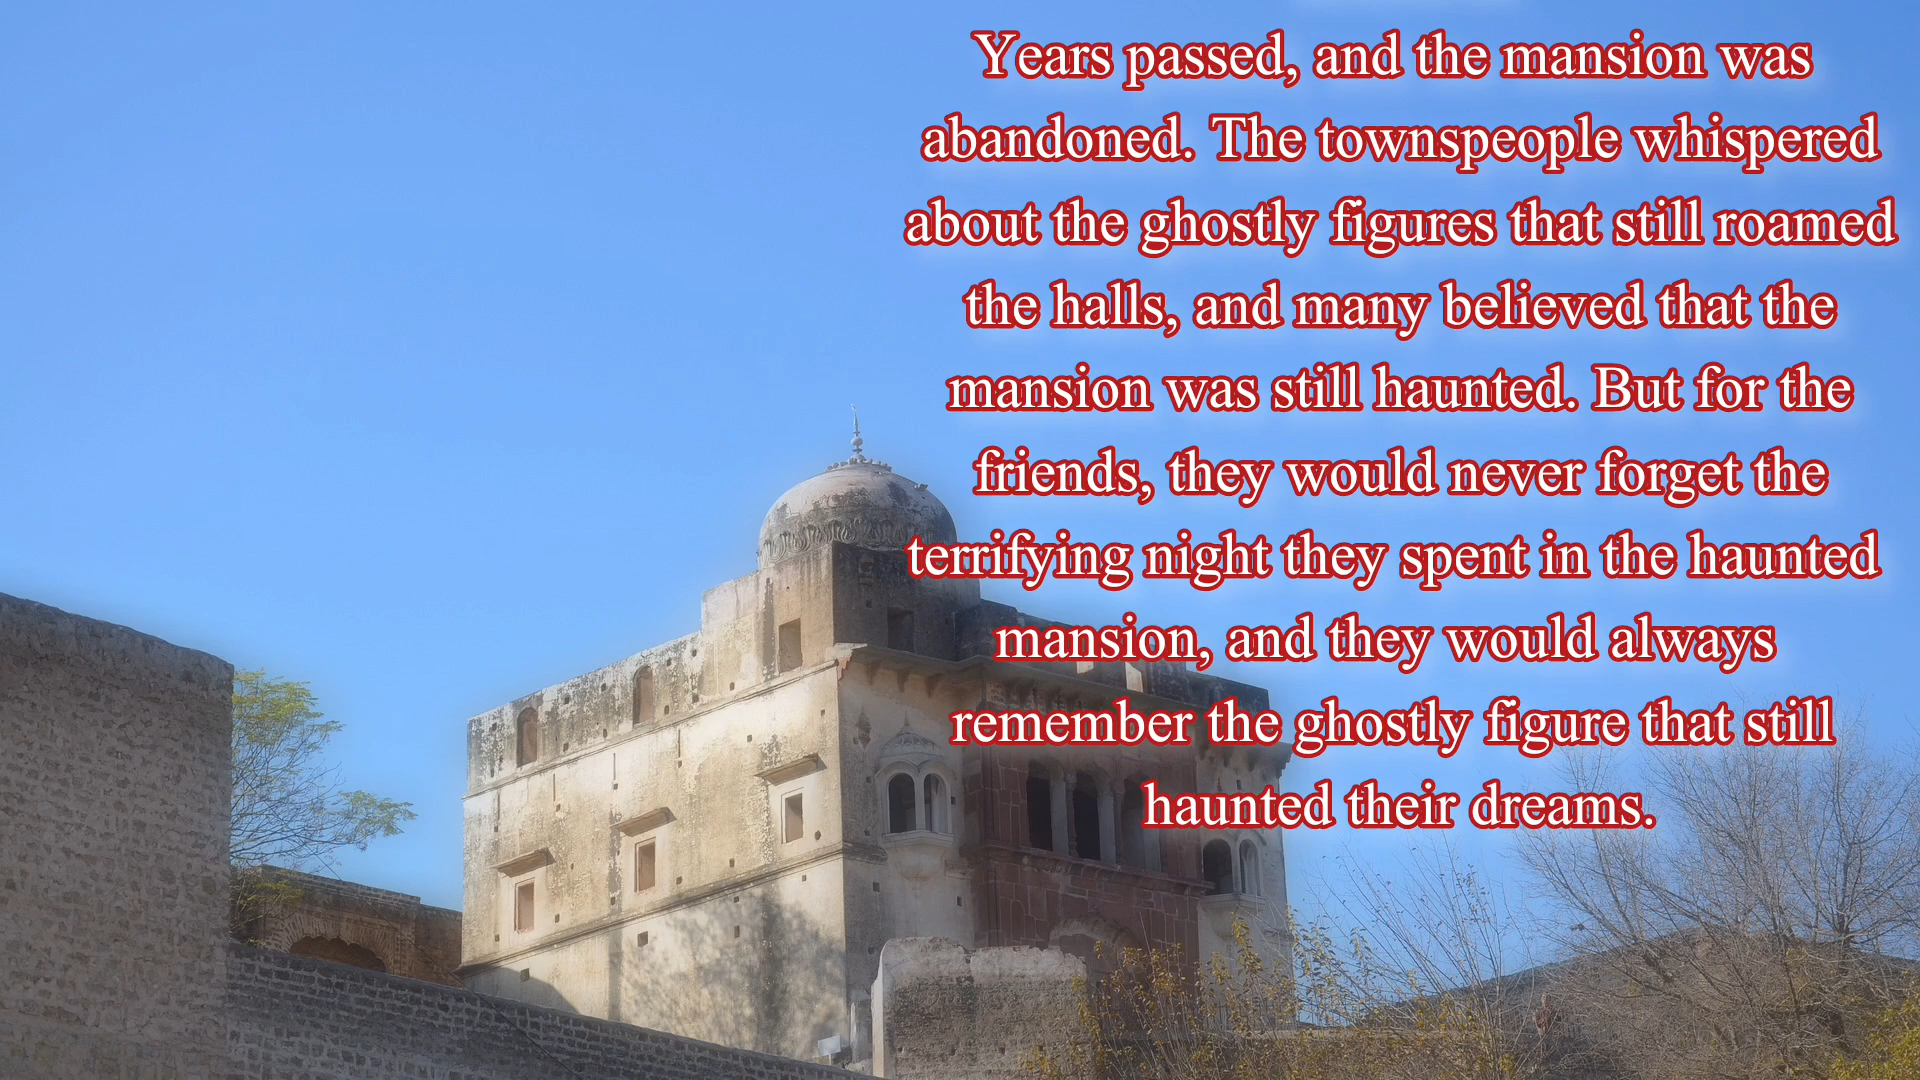 Years passed, and the mansion was
abandoned. The townspeople whispered
about the ghostly figures that still roamed
the halls, and many believed that the
mansion was still haunted. But for the
friends, they would never forget the
terrifying night they spent in the haunted
mansion, and they would always
remember the ghostly figure that still
haunted their dreams.